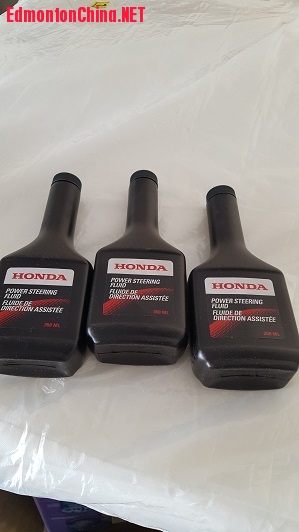 EdmontonChina.NET
HONDA
POWER STEERING
FLUID
FLUIDE DE
DIRECTION ASSISTÉE
HONDA
POWER STEERING
FLUID
FLUIDE DE
DIRECTION ASSISTÉE
HONDA
POWER STEERING
FLUID
FLUIDE DE
DIRECTION ASSISTÉE